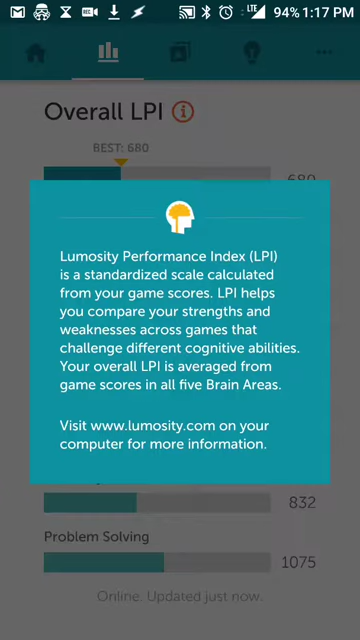 REC
LTE
94% 1:17 PM
Overall LPI
BEST: 680
680
Lumosity Performance Index (LPI)
is a standardized scale calculated
from your game scores. LPI helps
you compare your strengths and
weaknesses across games that
challenge different cognitive abilities.
Your overall LPI is averaged from
game scores in all five Brain Areas.
Visit www.lumosity.com on your
computer for more information.
832
Problem Solving
1075
Online. Updated just now.